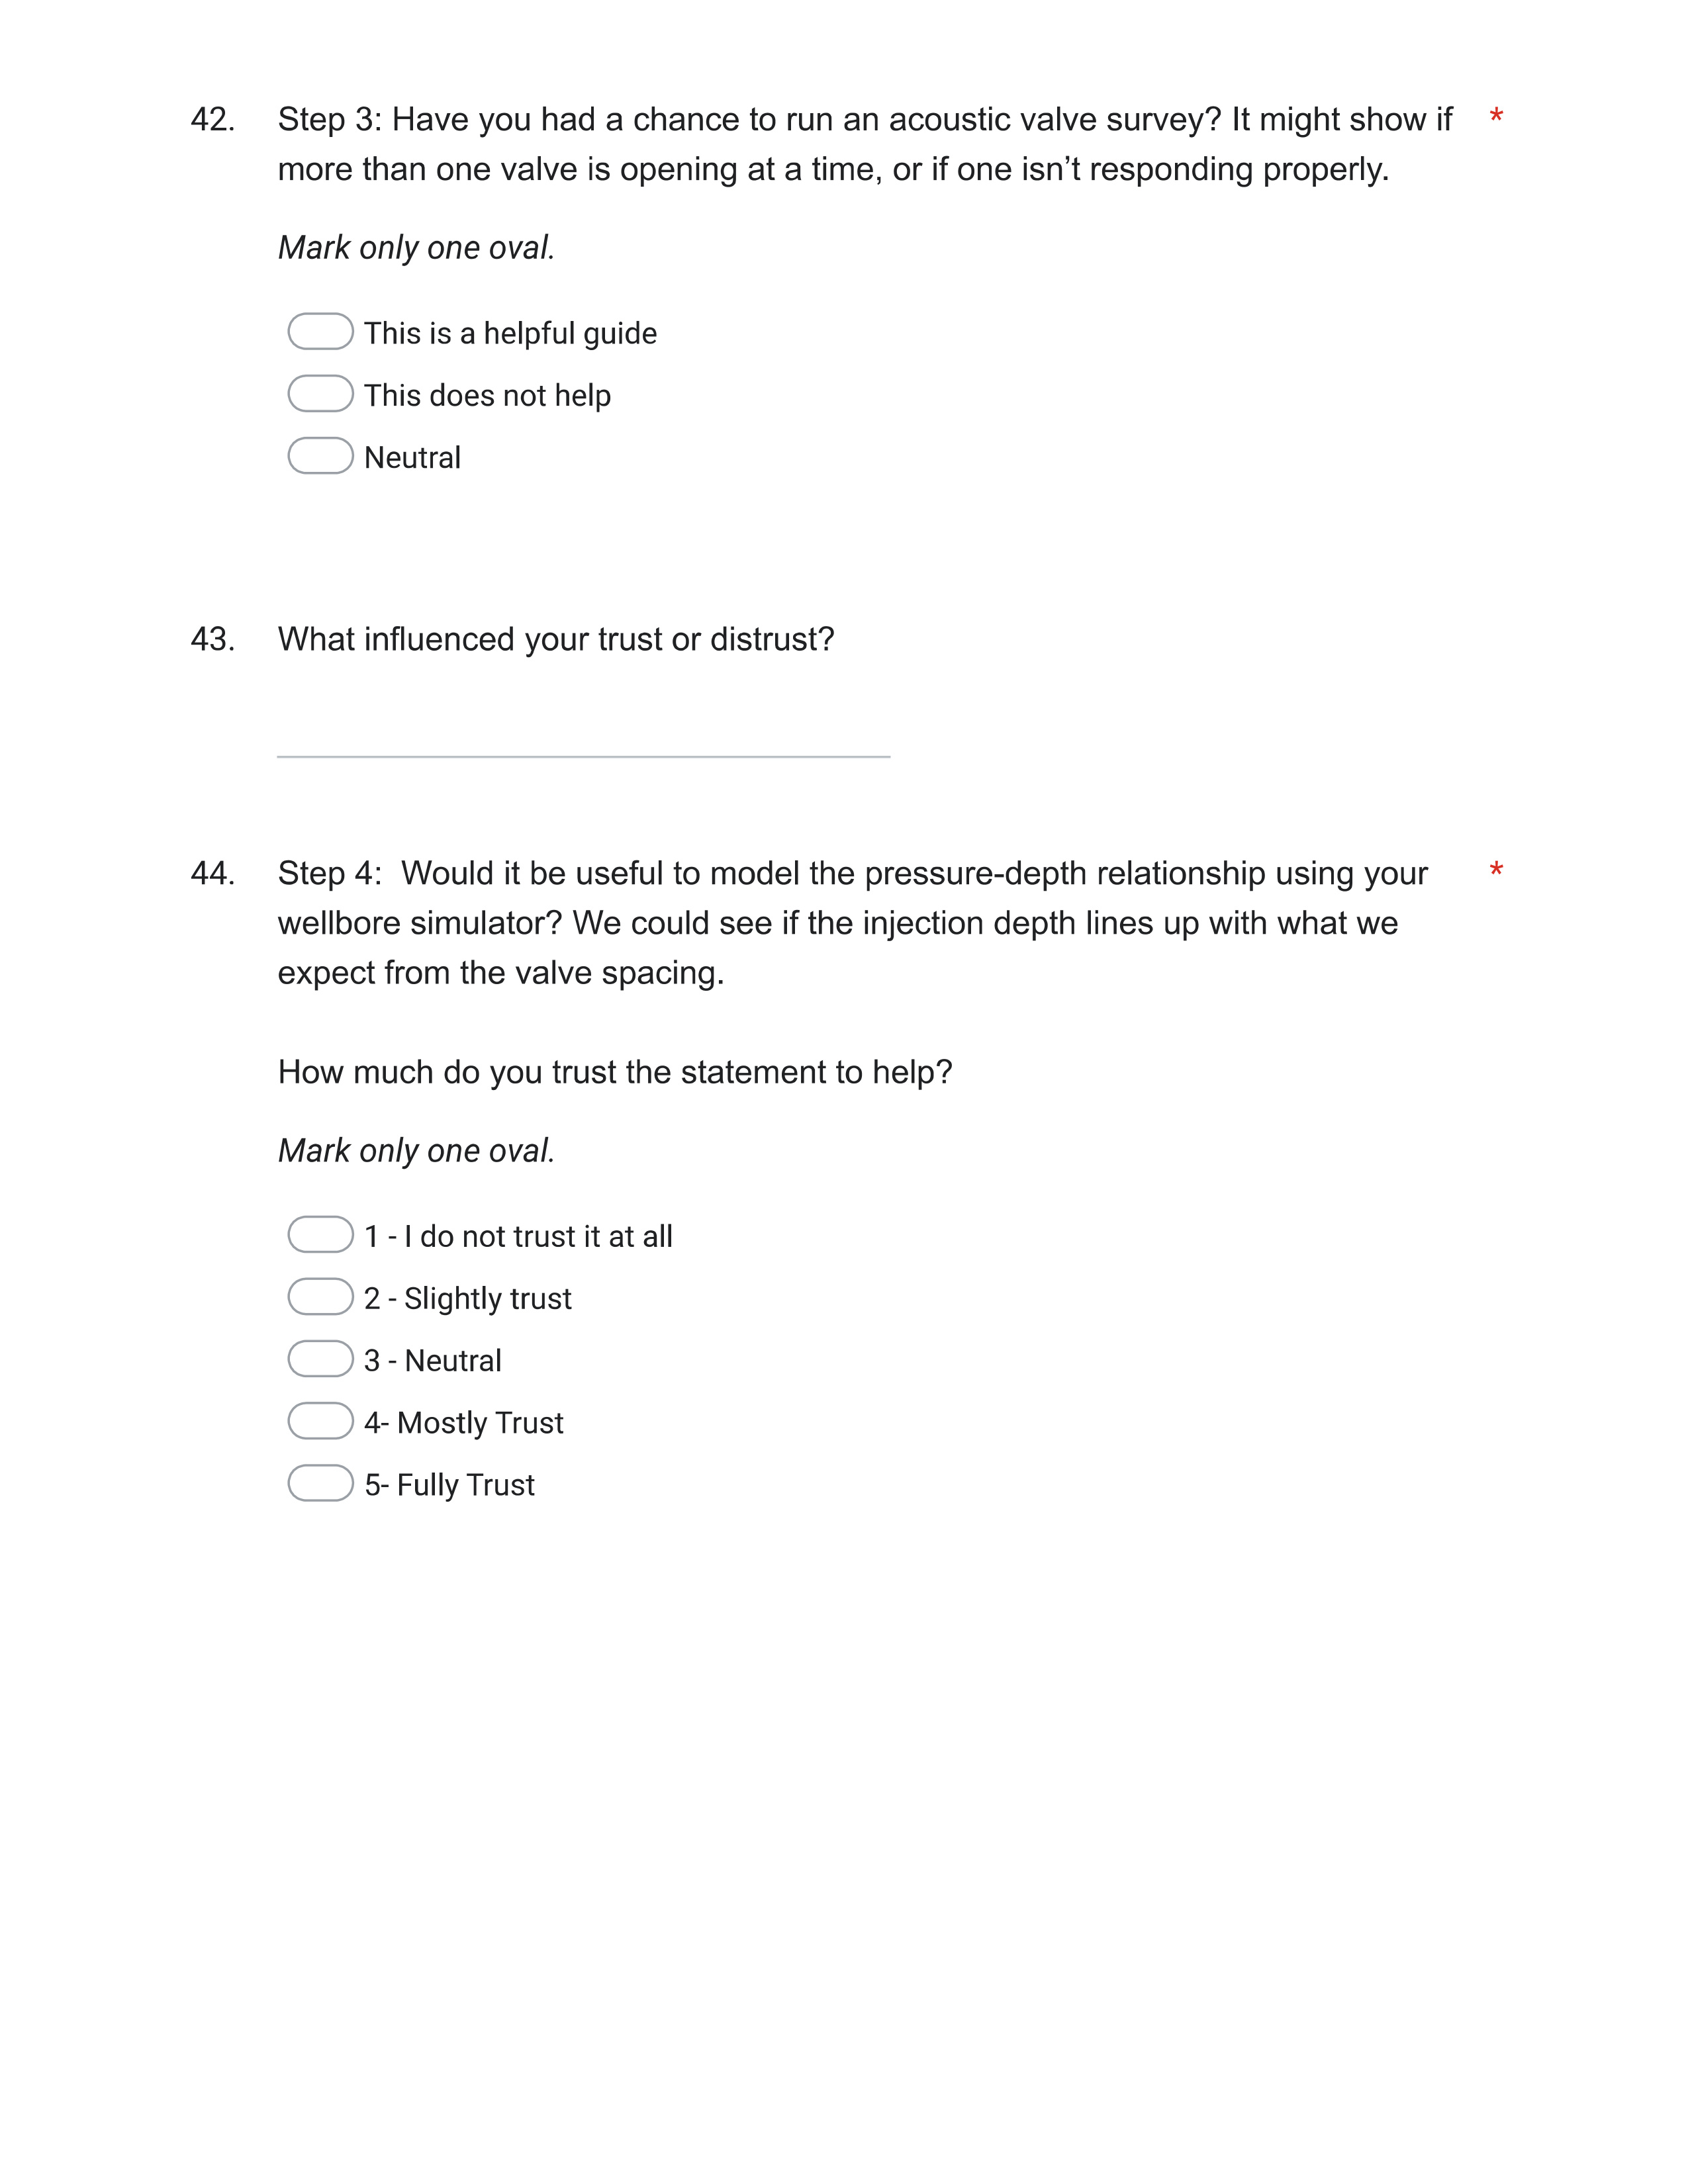 42. Step 3: Have you had a chance to run an acoustic valve survey? It might show if *
more than one valve is opening at a time, or if one isn’t responding properly.
Mark only one oval.
This is a helpful guide
This does not help
Neutral
43. What influenced your trust or distrust?
44. Step 4:  Would it be useful to model the pressure-depth relationship using your *
wellbore simulator? We could see if the injection depth lines up with what we
expect from the valve spacing.
How much do you trust the statement to help?
Mark only one oval.
1 - I do not trust it at all
2 - Slightly trust
3 - Neutral
4- Mostly Trust
5- Fully Trust